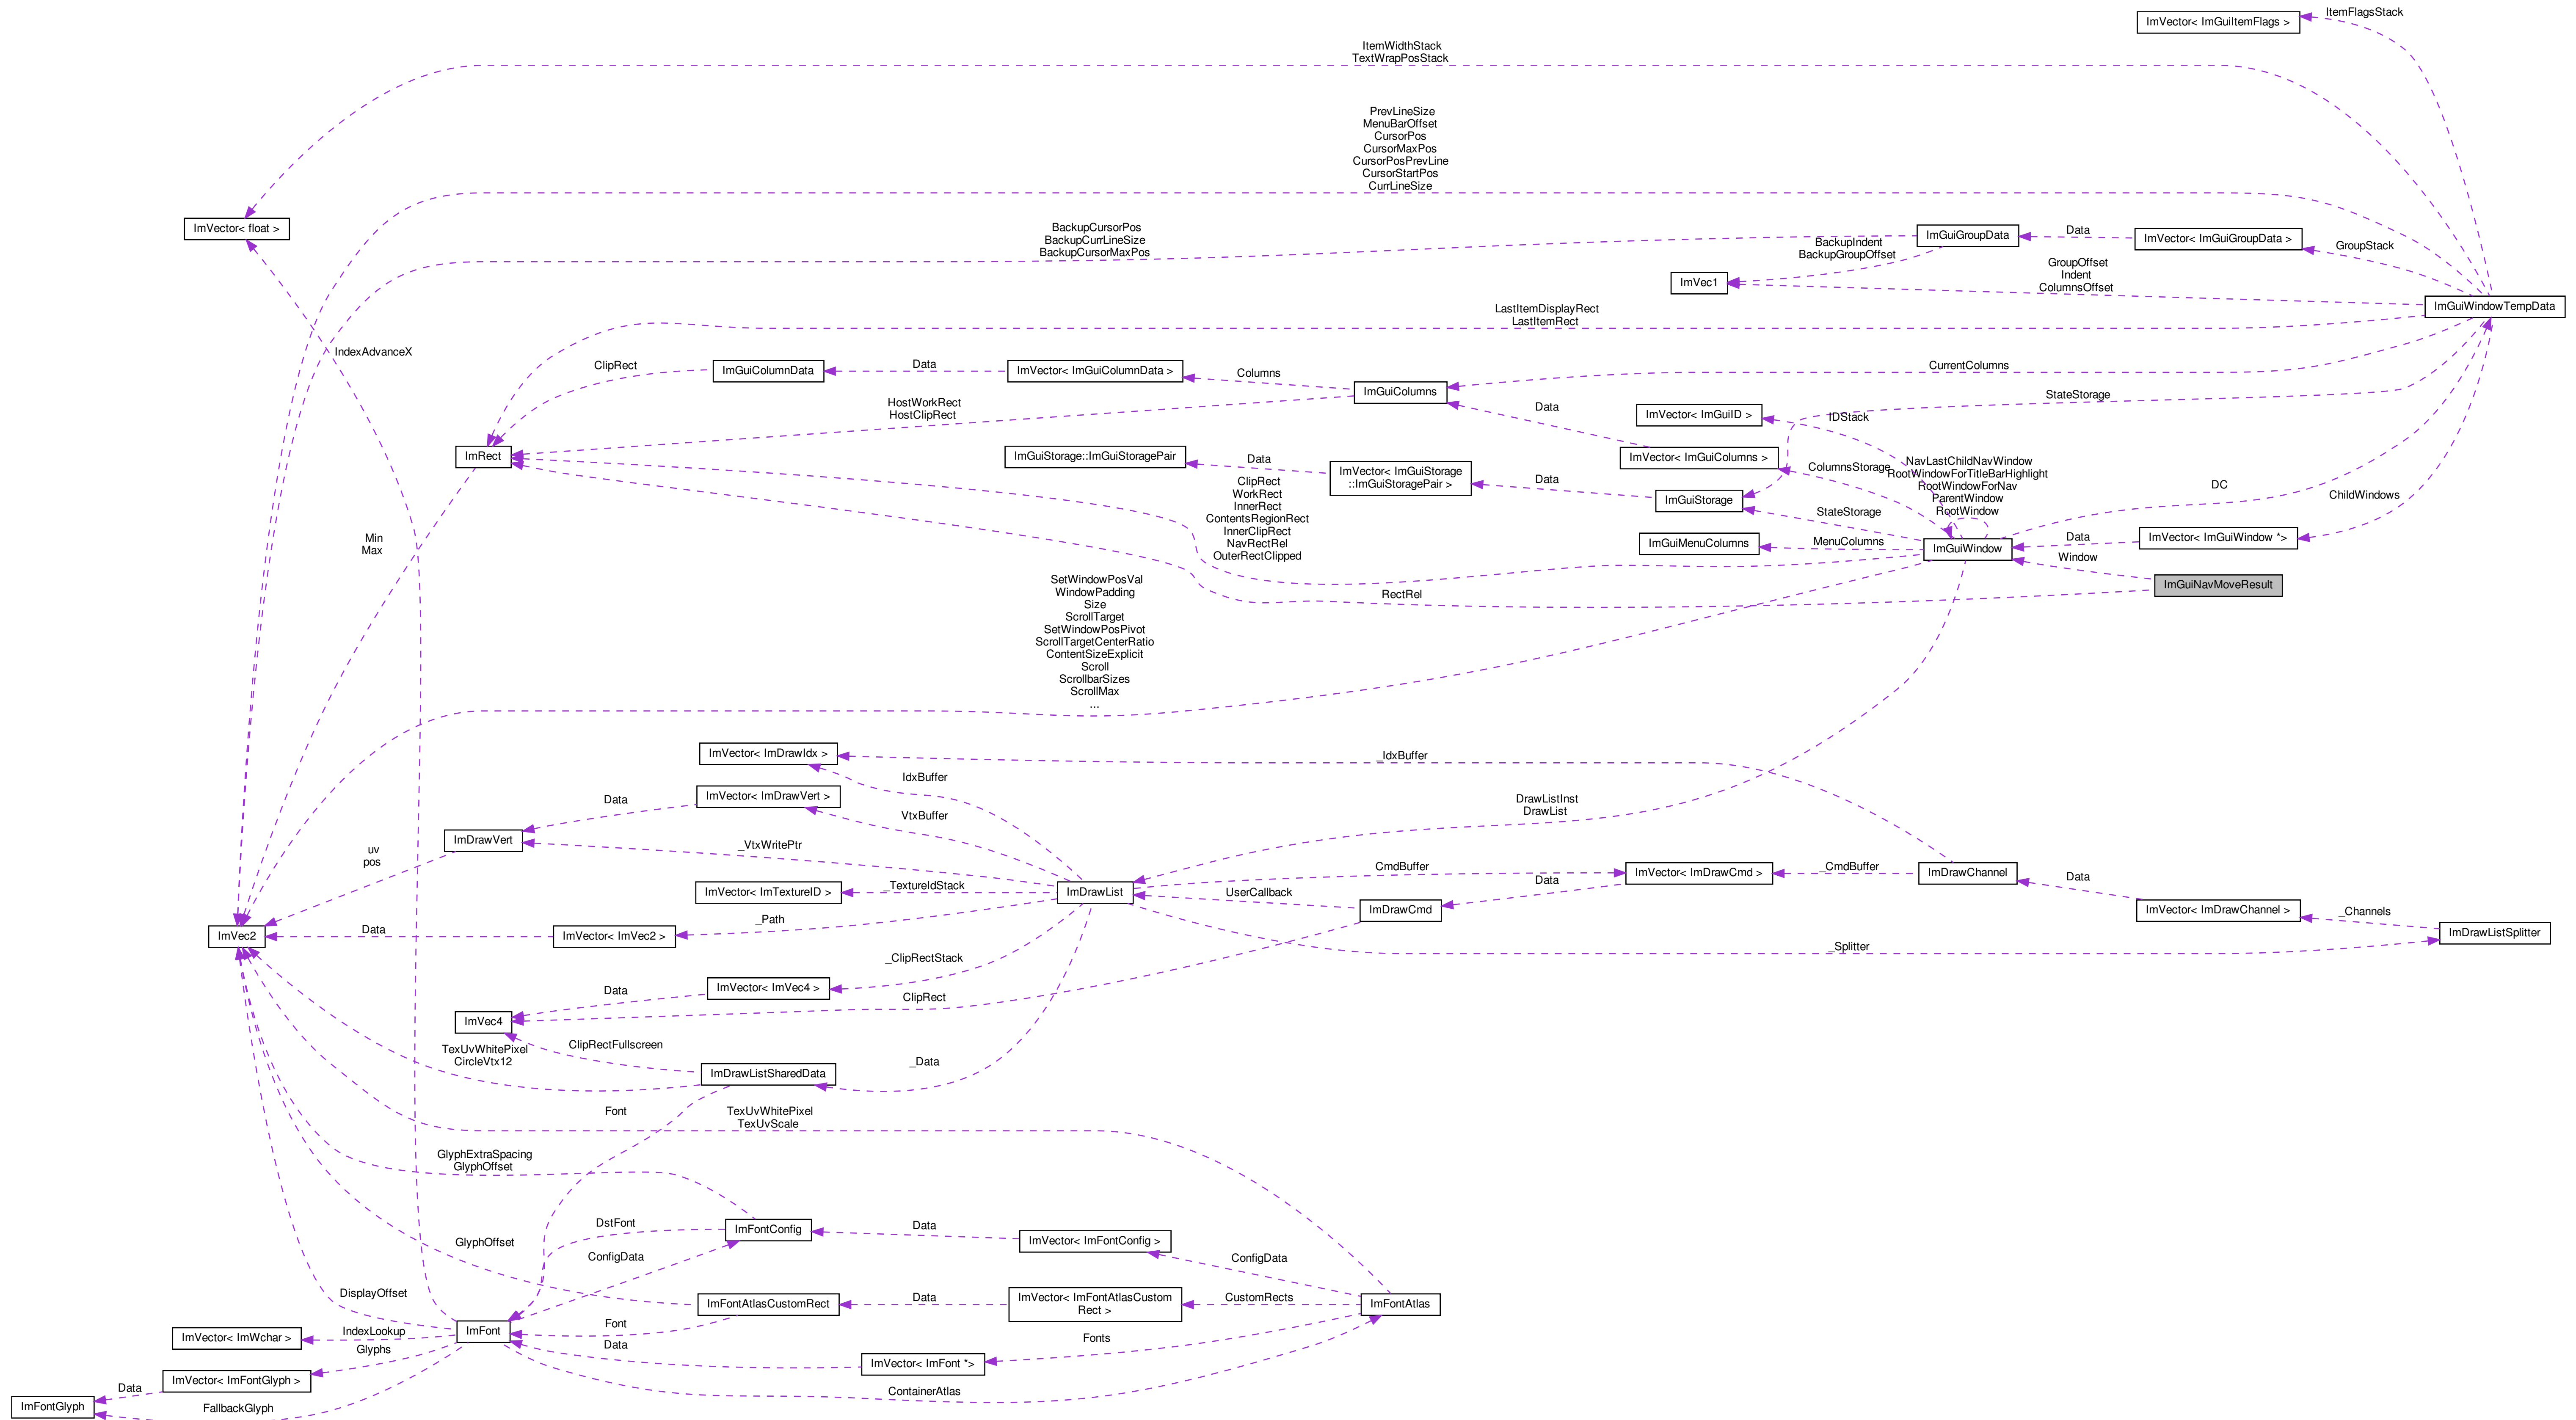 ItemFlagsStack
ImVector< ImGuiItemFlags >
ItemWidthStack
TextWrapPosStack
PrevLineSize
MenuBarOffset
CursorPos
CursorMaxPos
CursorPosPrevLine
CursorStartPos
CurrLineSize
ImVector< float >
BackupCursorPos
BackupCurrLineSize
BackupCursorMaxPos
ImGuiGroupData
Data
ImVector< ImGuiGroupData >
GroupStack
BackupIndent
BackupGroupOffset
ImVec1
GroupOffset
Indent
ColumnsOffset
ImGuiWindowTempData
LastItemDisplayRect
LastItemRect
IndexAdvanceX
ClipRect
ImGuiColumnData
Data
ImVector< ImGuiColumnData >
Columns
ImGuiColumns
CurrentColumns
StateStorage
HostWorkRect
HostClipRect
Data
ImVector< ImGuiID >
IDStack
ImRect
ImGuiStorage::ImGuiStoragePair
Data
ImVector< ImGuiStorage
::ImGuiStoragePair >
Data
ImVector< ImGuiColumns >
ColumnsStorage
ImGuiStorage
StateStorage
NavLastChildNavWindow
RootWindowForTitleBarHighlight
RootWindowForNav
ParentWindow
RootWindow
DC
ChildWindows
ClipRect
WorkRect
InnerRect
ContentsRegionRect
InnerClipRect
NavRectRel
OuterRectClipped
ImGuiMenuColumns
MenuColumns
ImGuiWindow
Data
ImVector< ImGuiWindow *>
Window
ImGuiNavMoveResult
RectRel
Min
Max
SetWindowPosVal
WindowPadding
Size
ScrollTarget
SetWindowPosPivot
ScrollTargetCenterRatio
ContentSizeExplicit
Scroll
ScrollbarSizes
ScrollMax
...
ImVector< ImDrawIdx >
_IdxBuffer
IdxBuffer
ImVector< ImDrawVert >
Data
VtxBuffer
DrawListInst
DrawList
ImDrawVert
_VtxWritePtr
uv
pos
ImVector< ImTextureID >
_TextureIdStack
ImDrawList
CmdBuffer
ImVector< ImDrawCmd >
_CmdBuffer
ImDrawChannel
Data
UserCallback
Data
ImDrawCmd
ImVector< ImDrawChannel >
_Channels
ImDrawListSplitter
ImVec2
Data
ImVector< ImVec2 >
_Path
_Splitter
_ClipRectStack
ImVector< ImVec4 >
Data
ClipRect
ImVec4
ClipRectFullscreen
TexUvWhitePixel
CircleVtx12
ImDrawListSharedData
_Data
Font
TexUvWhitePixel
TexUvScale
GlyphExtraSpacing
GlyphOffset
DstFont
ImFontConfig
Data
ImVector< ImFontConfig >
ConfigData
GlyphOffset
ConfigData
DisplayOffset
ImFontAtlasCustomRect
Data
ImVector< ImFontAtlasCustom
Rect >
CustomRects
ImFontAtlas
ImVector< ImWchar >
IndexLookup
ImFont
Font
Data
Fonts
Glyphs
ImVector< ImFont *>
ImVector< ImFontGlyph >
Data
ContainerAtlas
ImFontGlyph
FallbackGlyph